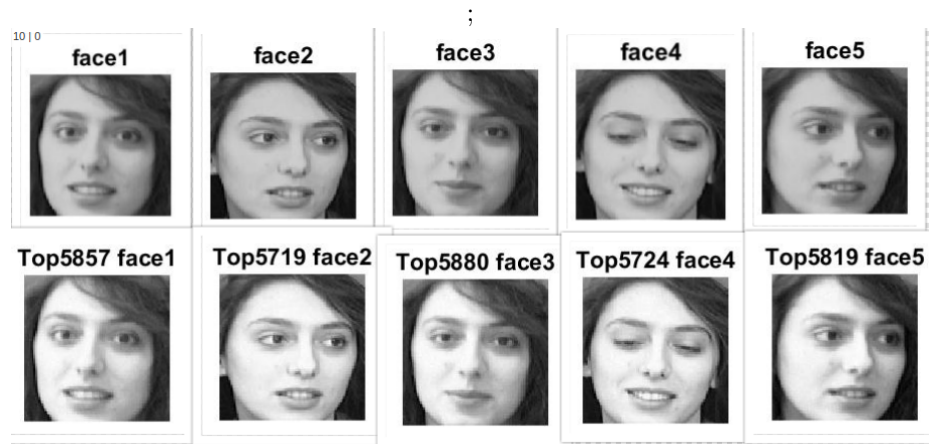 ;
10 | 0
face1 face2 face3 face4 face5
Top5857 face1 Top5719 face2 Top5880 face3 Top5724 face4 Top5819 face5